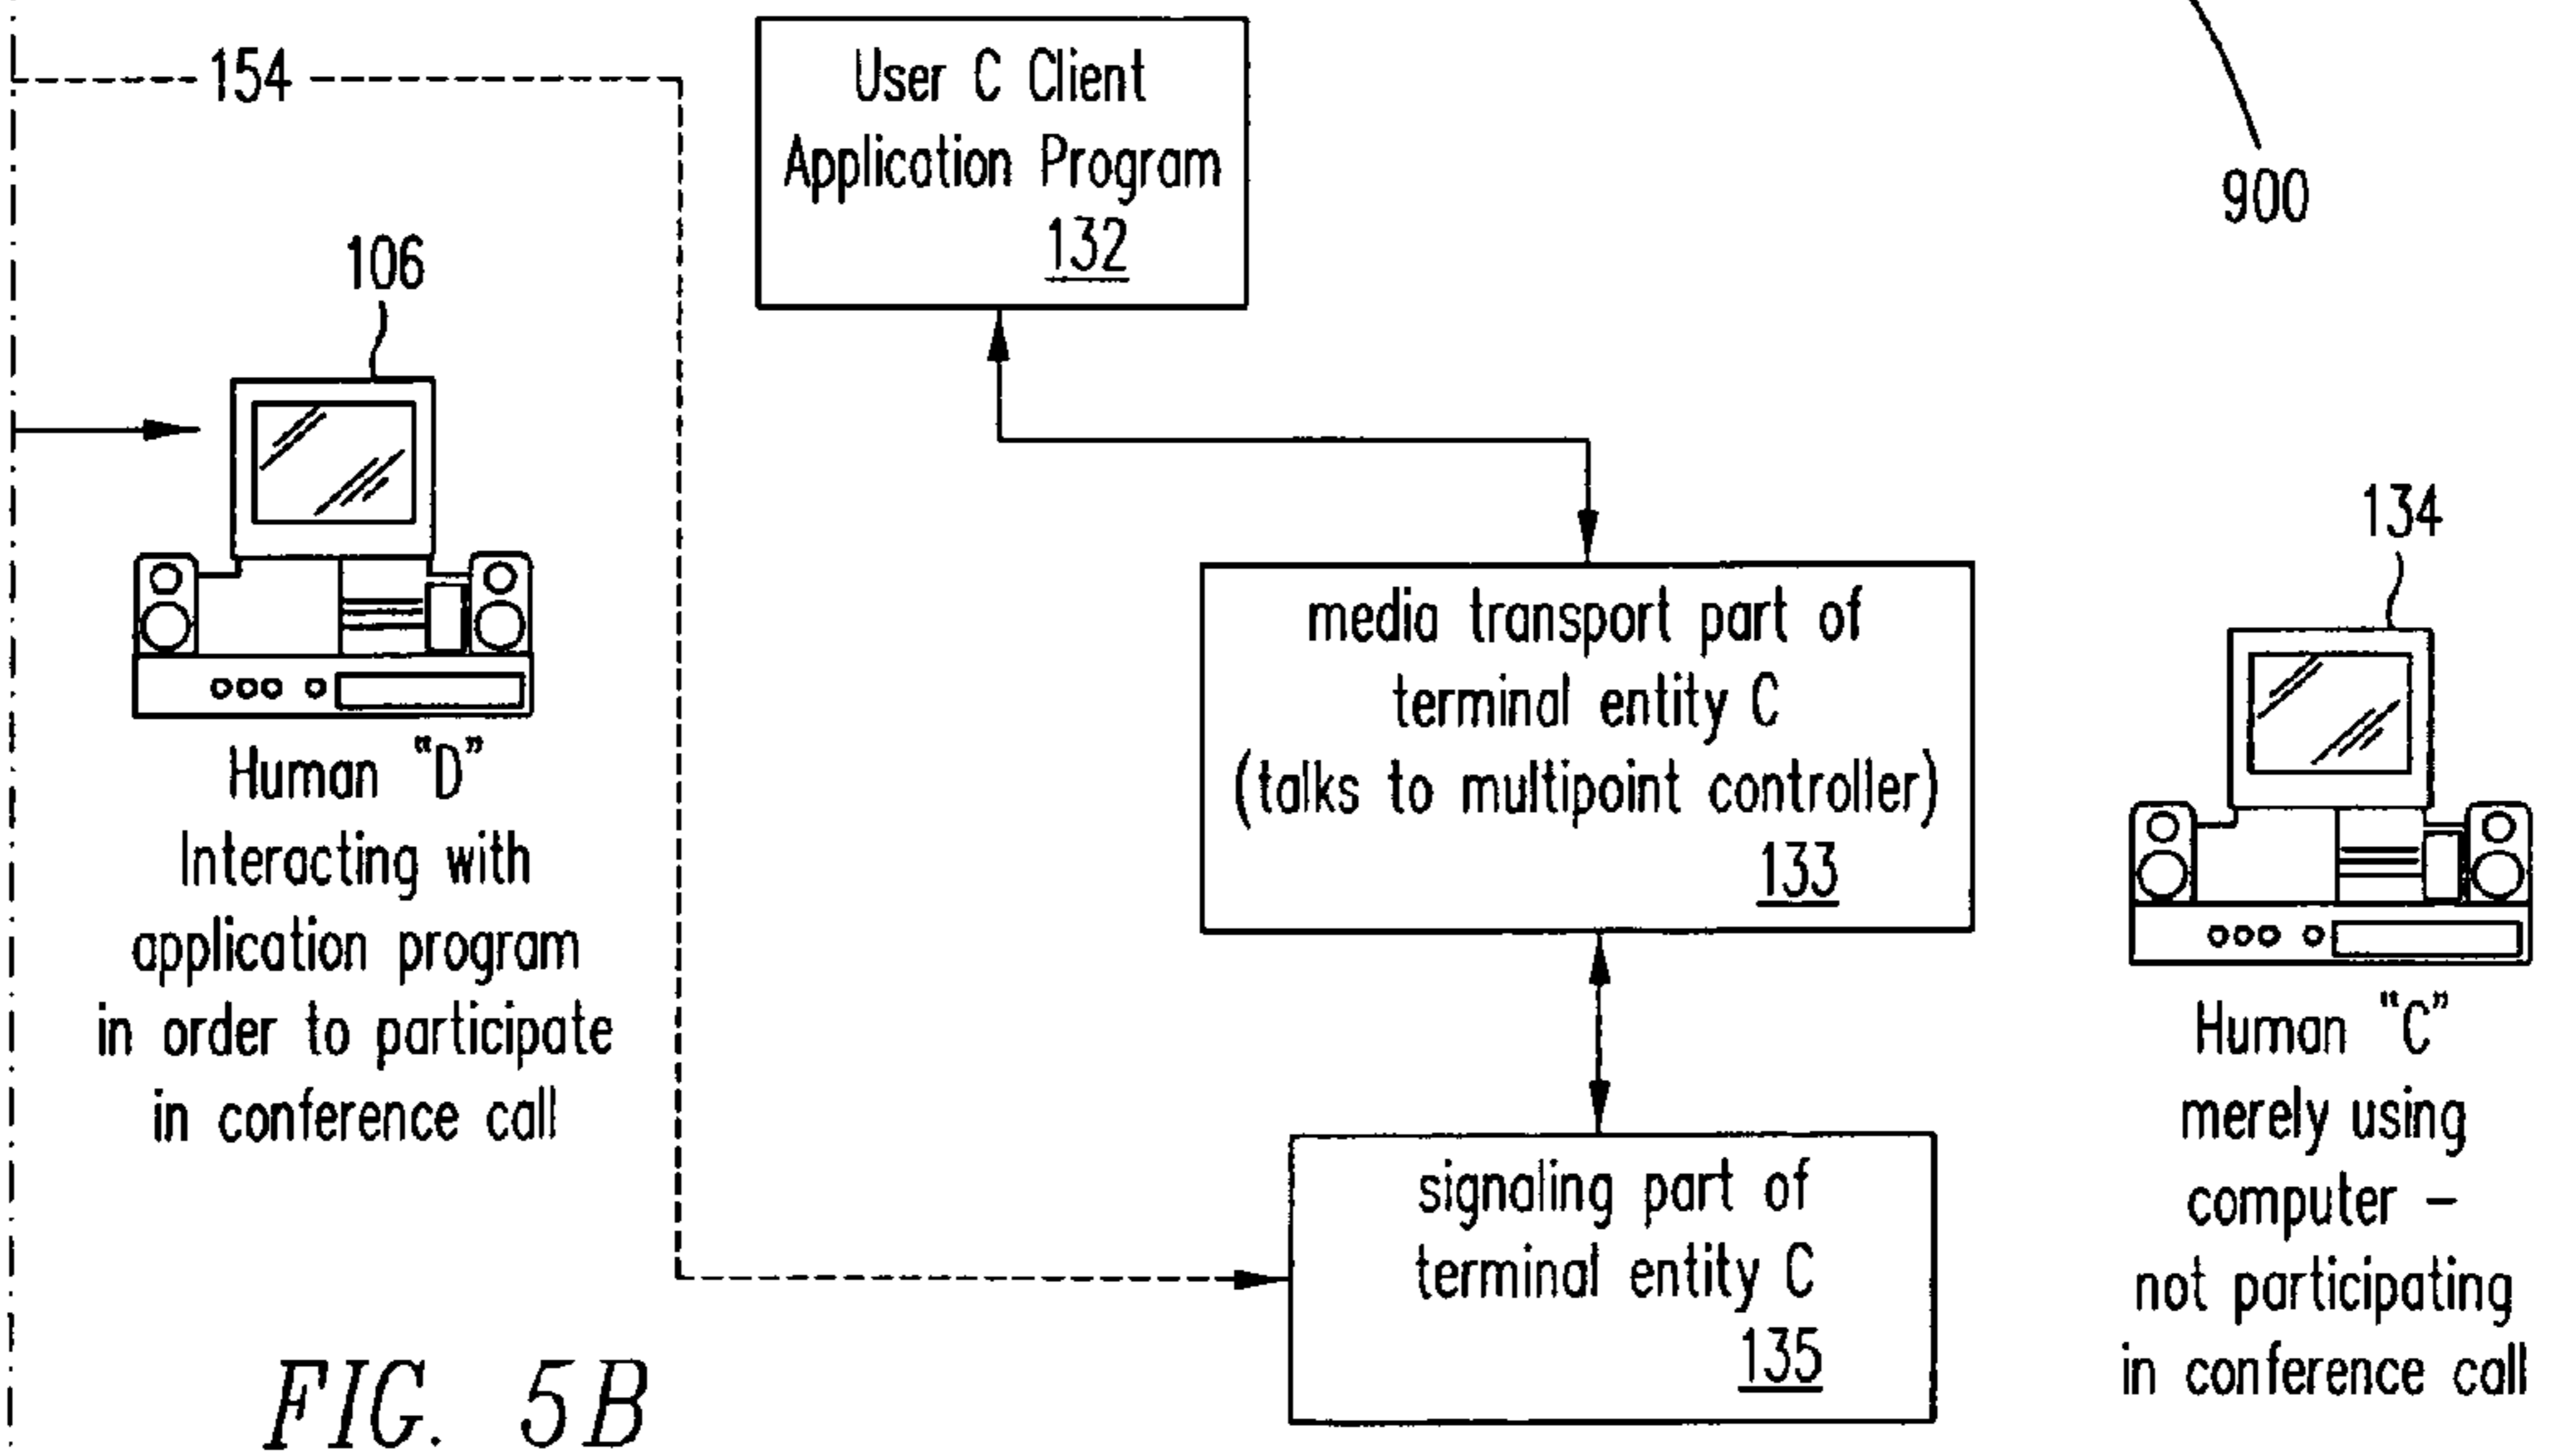 154
User C Client
Application Program
132
900
106
134
media transport part of
terminal entity C
(talks to multipoint controller)
133
Human "D"
Interacting with
application program
in order to participate
in conference call
Human "C"
merely using
computer –
not participating
in conference call
signaling part of
terminal entity C
135
FIG. 5B